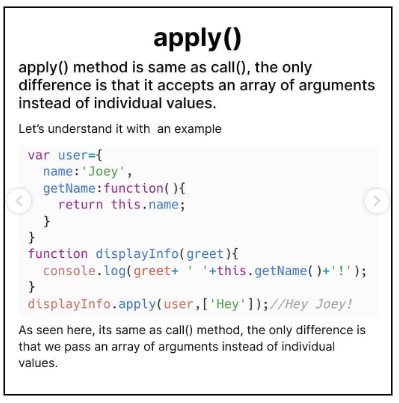 apply()
apply() method is same as call(), the only
difference is that it accepts an array of arguments
instead of individual values.
Let's understand it with  an example
var user={
  name:'Joey',
  getName:function(){
    return this.name;
  }
}
function displayInfo(greet){
  console.log(greet+ ' '+this.getName()+'!');
}
displayInfo.apply(user,['Hey']);//Hey Joey!
As seen here, its same as call() method, the only difference is
that we pass an array of arguments instead of individual
values.